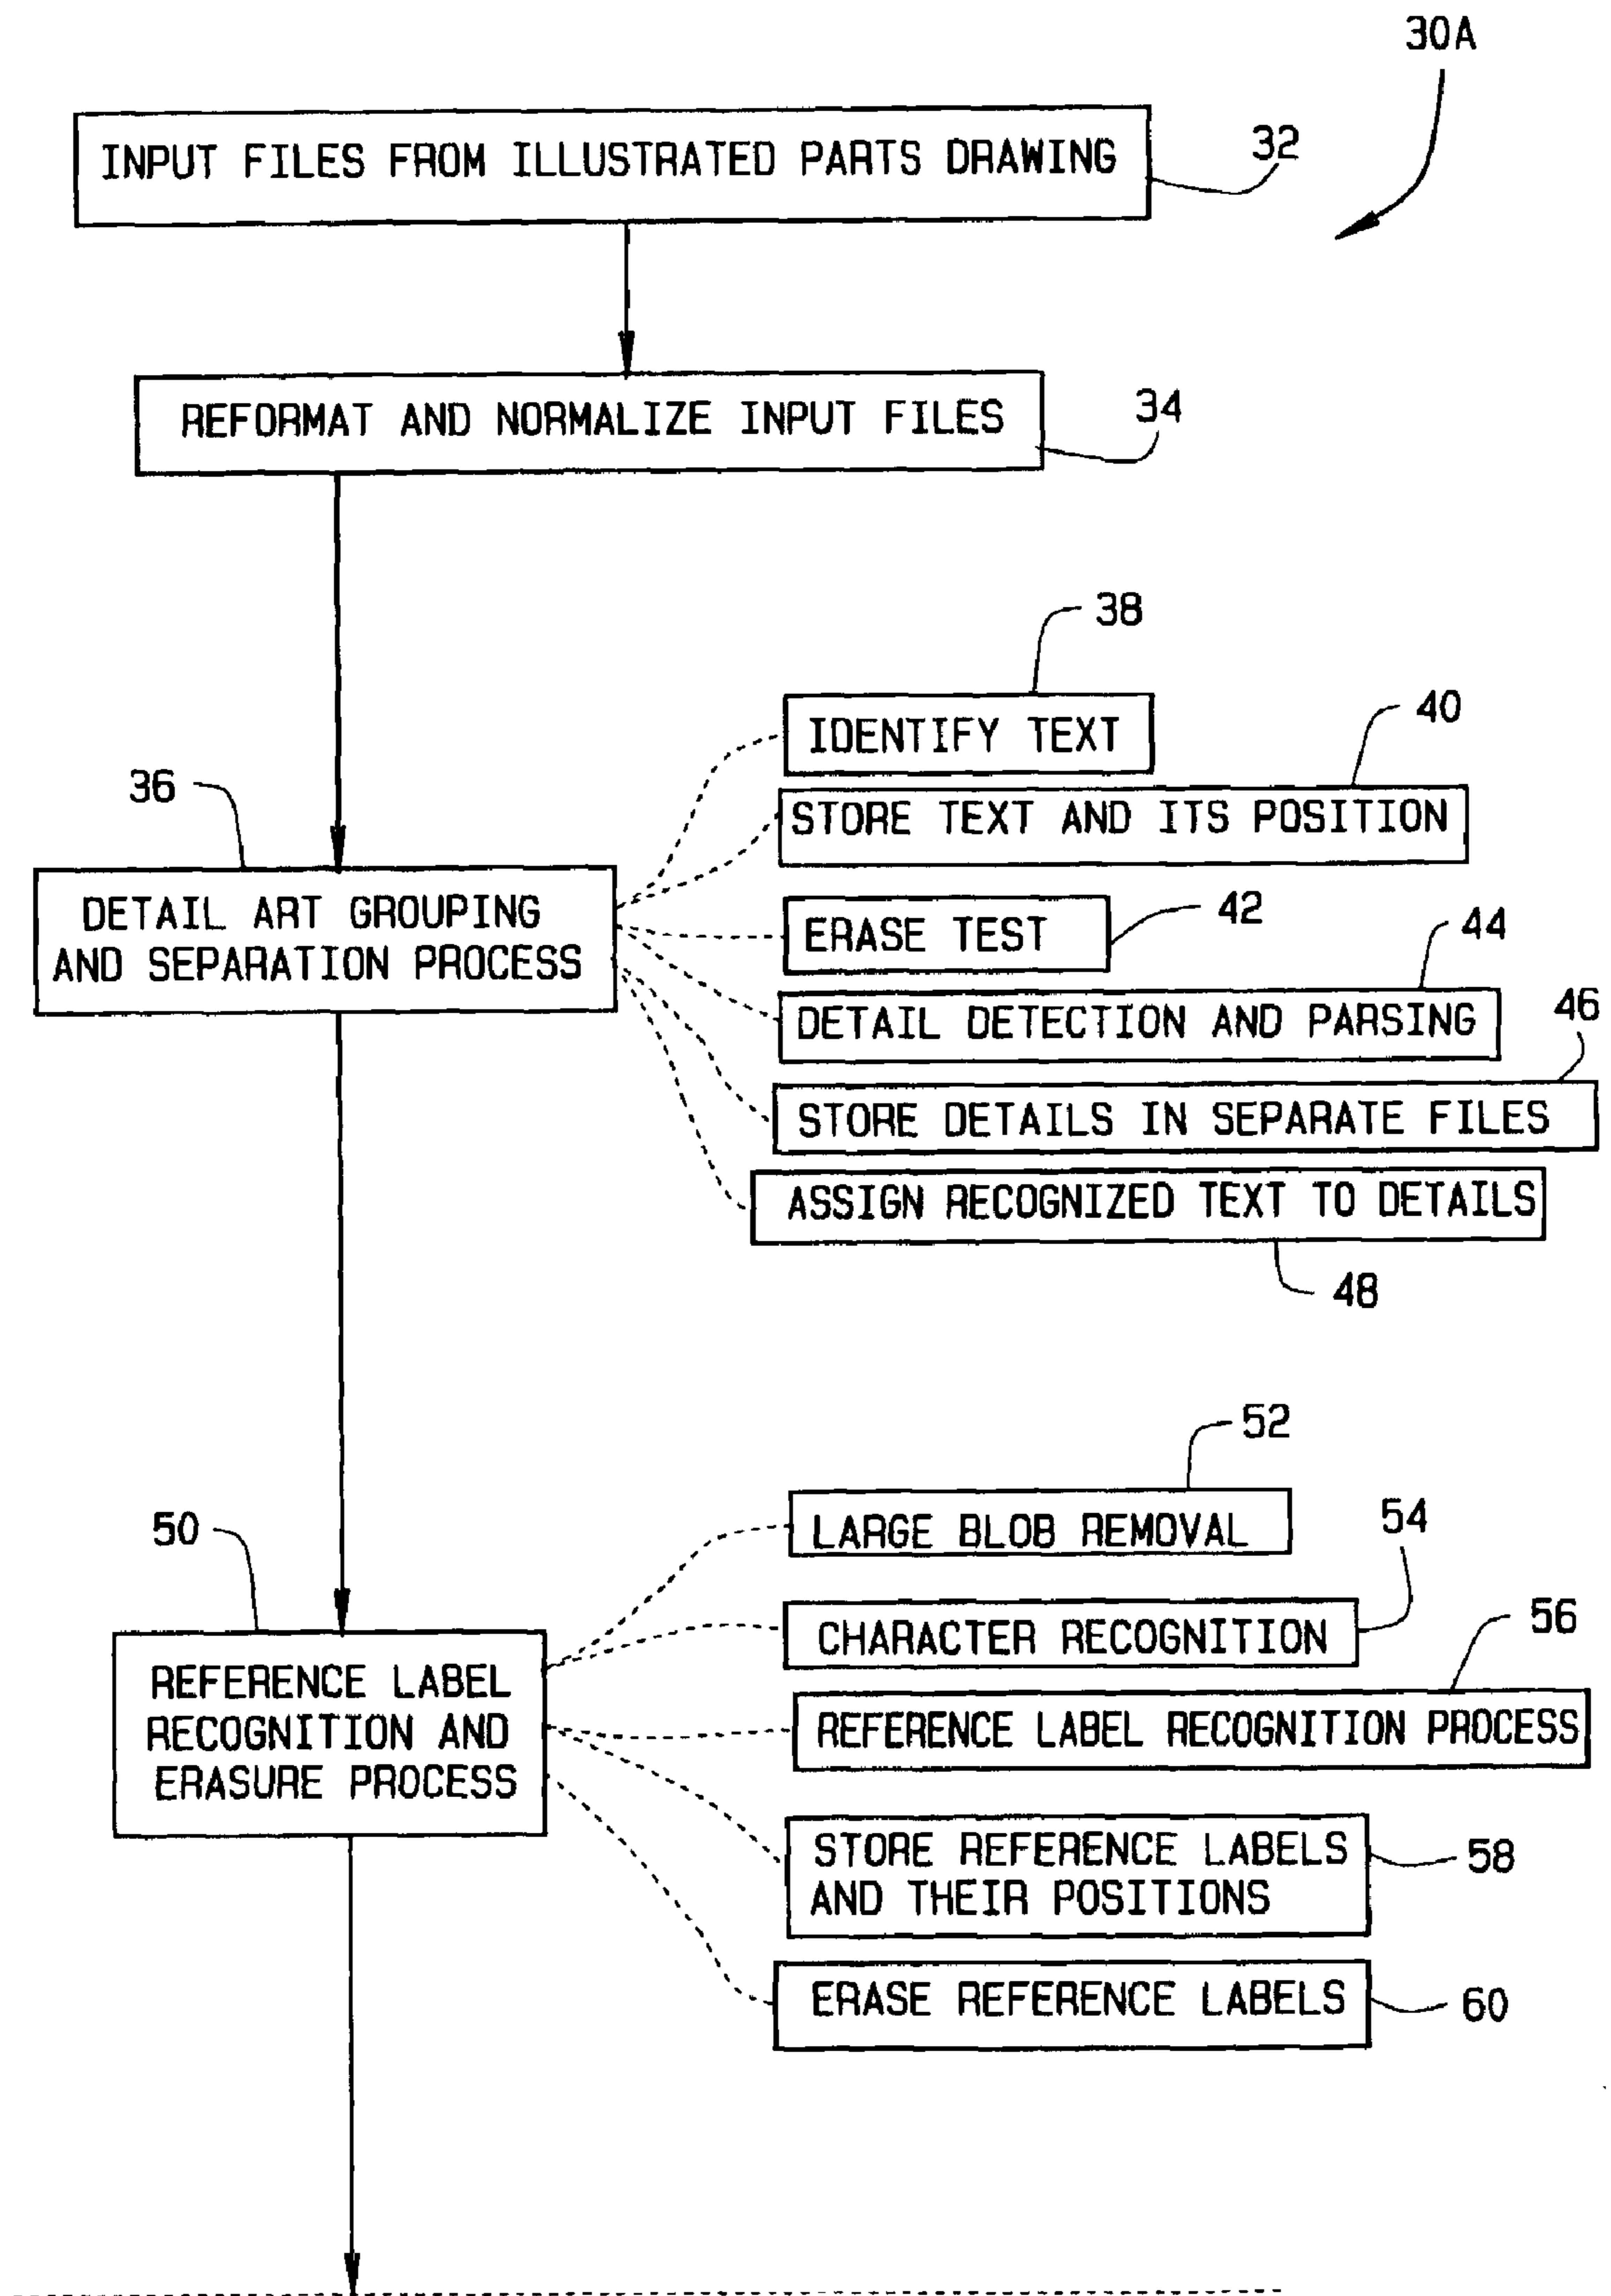 30A
INPUT FILES FROM ILLUSTRATED PARTS DRAWING
32
REFORMAT AND NORMALIZE INPUT FILES
34
38
IDENTIFY TEXT
40
STORE TEXT AND ITS POSITION
36
DETAIL ART GROUPING
AND SEPARATION PROCESS
ERASE TEST
42
44
DETAIL DETECTION AND PARSING
46
STORE DETAILS IN SEPARATE FILES
ASSIGN RECOGNIZED TEXT TO DETAILS
48
52
LARGE BLOB REMOVAL
50
54
CHARACTER RECOGNITION
56
REFERENCE LABEL
RECOGNITION AND
ERASURE PROCESS
REFERENCE LABEL RECOGNITION PROCESS
STORE REFERENCE LABELS
AND THEIR POSITIONS
58
ERASE REFERENCE LABELS
60